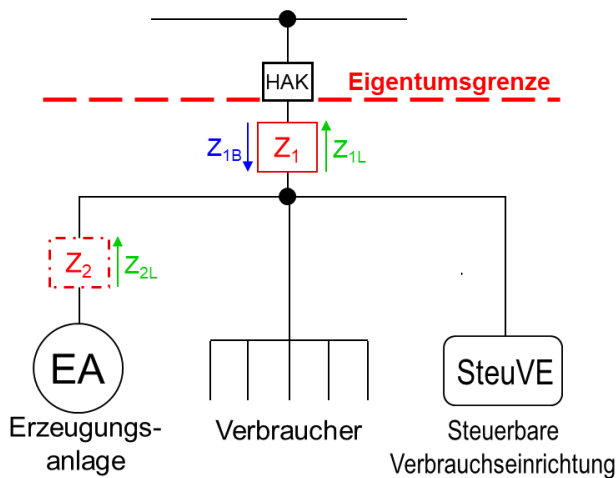 HAK
Eigentumsgrenze
Z1B
Z1
Z1L
Z2
Z2L
EA
SteuVE
Erzeugungs-
anlage
Verbraucher
Steuerbare
Verbrauchseinrichtung